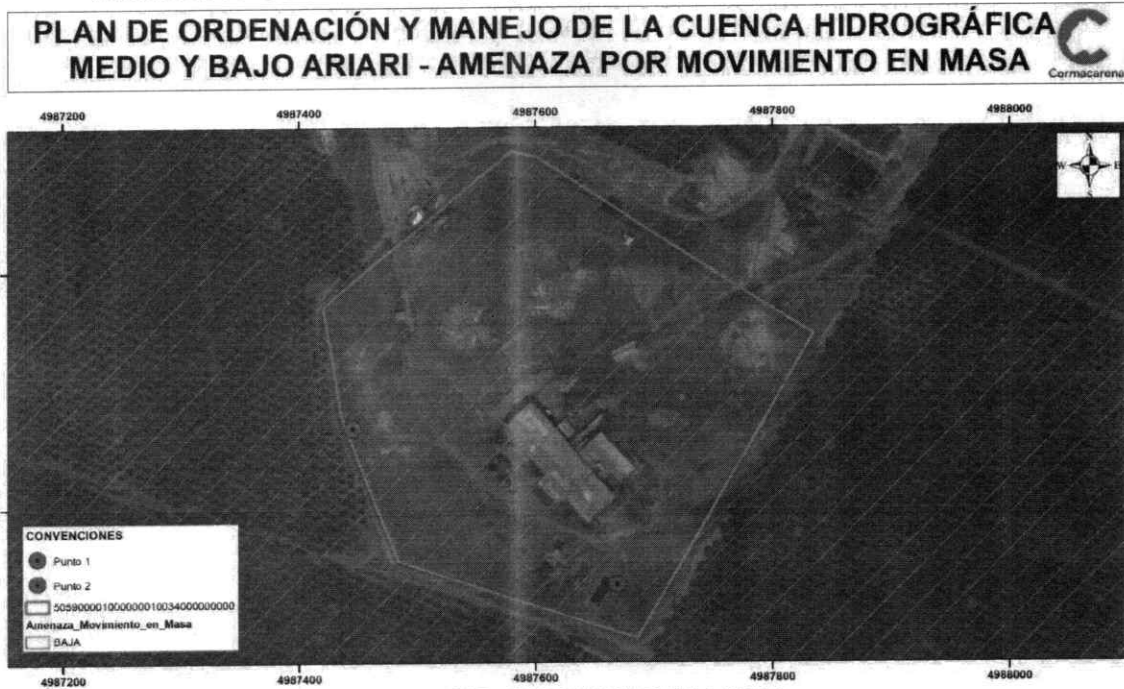 PLAN DE ORDENACIÓN Y MANEJO DE LA CUENCA HIDROGRÁFICA
MEDIO Y BAJO ARIARI - AMENAZA POR MOVIMIENTO EN MASA
Cormacarena
4987200 4987400 4987600 4987800 4988000
N
W E
S
CONVENCIONES
Punto 1
Punto 2
Amenaza_Movimiento_en_Masa
BAJA
4987200 4987400 4987600 4987800 4988000